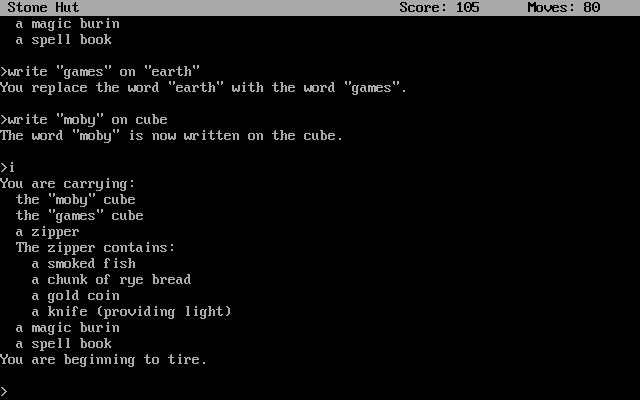 Stone Hut Score: 105 Moves: 80
a magic burin
a spell book
>write "games" on "earth"
You replace the word "earth" with the word "games".
>write "moby" on cube
The word "moby" is now written on the cube.
>i
You are carrying:
the "moby" cube
the "games" cube
a zipper
The zipper contains:
a smoked fish
a chunk of rye bread
a gold coin
a knife (providing light)
a magic burin
a spell book
You are beginning to tire.
>